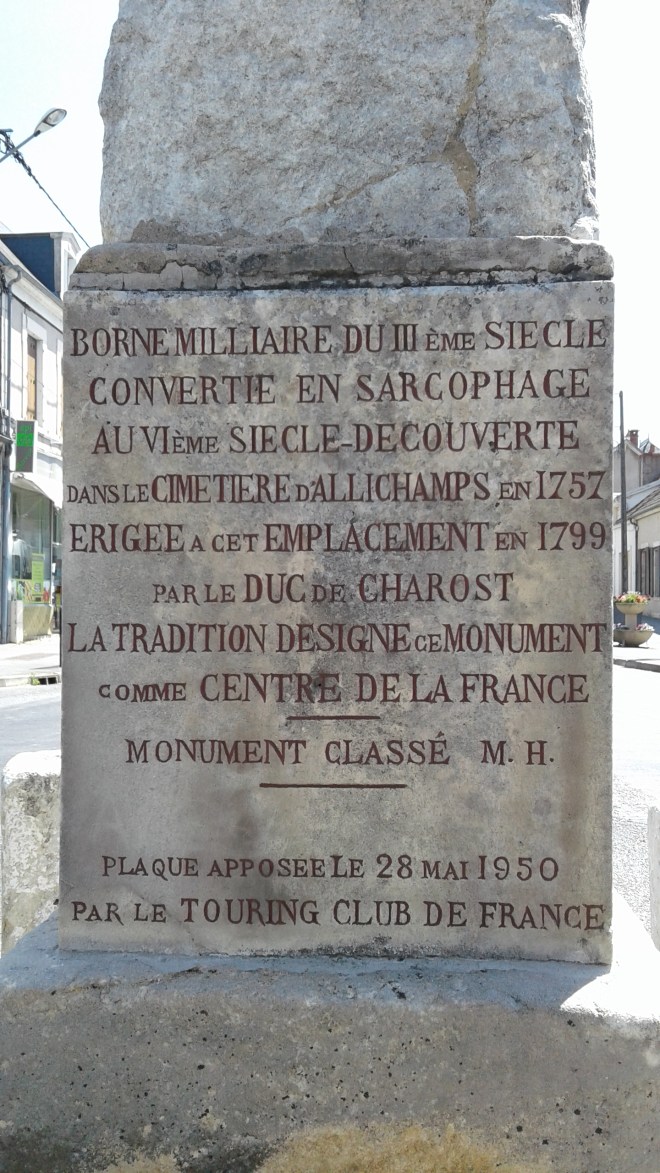 BORNE MILLIAIRE DU III ÈME SIECLE
CONVERTIE EN SARCOPHAGE
AU VI ÈME SIECLE-DECOUVERTE
DANS LE CIMETIERE D'ALLICHAMPS EN 1757
ERIGEE A CET EMPLACEMENT EN 1799
PAR LE DUC DE CHAROST
LA TRADITION DESIGNE CE MONUMENT
COMME CENTRE DE LA FRANCE
MONUMENT CLASSÉ M. H.
PLAQUE APPOSEE LE 28 MAI 1950
PAR LE TOURING CLUB DE FRANCE